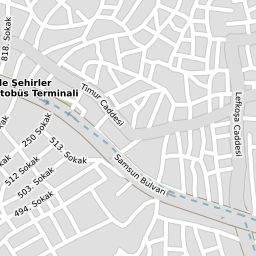 818. Sokak
le Şehirler
tobüs Terminali
Timur Caddesi
Lefkoşa Caddesi
250 Sokak
513. Sokak
Samsun Bulvarı
512 Sokak
503. Sokak
494. Sokak